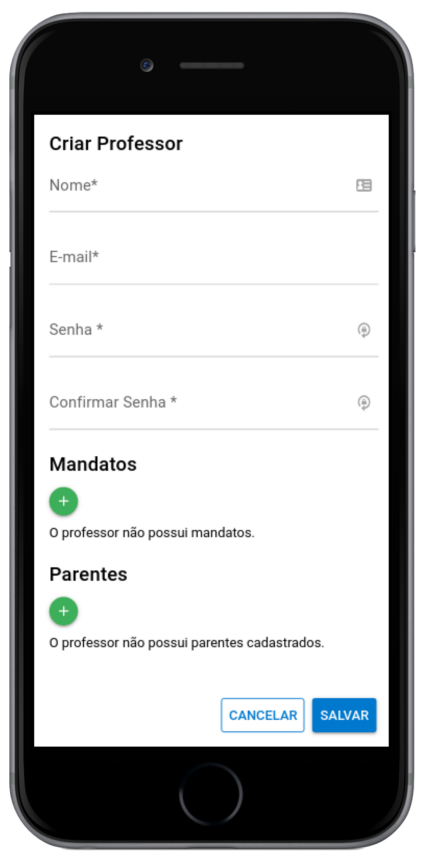 Criar Professor
Nome*
E-mail*
Senha *
Confirmar Senha *
Mandatos
+
O professor não possui mandatos.
Parentes
+
O professor não possui parentes cadastrados.
CANCELAR SALVAR